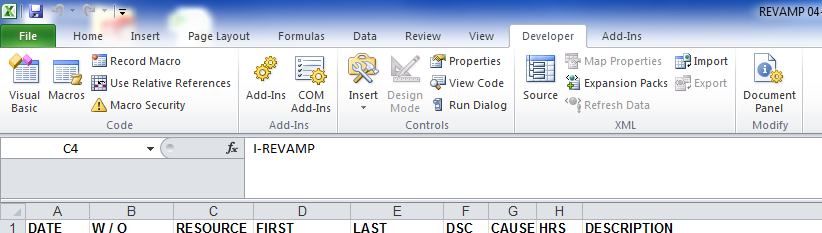 REVAMP 04-
File Home Insert Page Layout Formulas Data Review View Developer Add-Ins
Visual Basic
Macros
Record Macro
Use Relative References
Macro Security
Code
Add-Ins
COM Add-Ins
Add-Ins
Insert
Design Mode
Properties
View Code
Run Dialog
Controls
Source
Map Properties
Expansion Packs
Refresh Data
Import
Export
XML
Document Panel
Modify
C4 fx I-REVAMP
A B C D E F G H I
1 DATE W / O RESOURCE FIRST LAST DSC CAUSE HRS DESCRIPTION